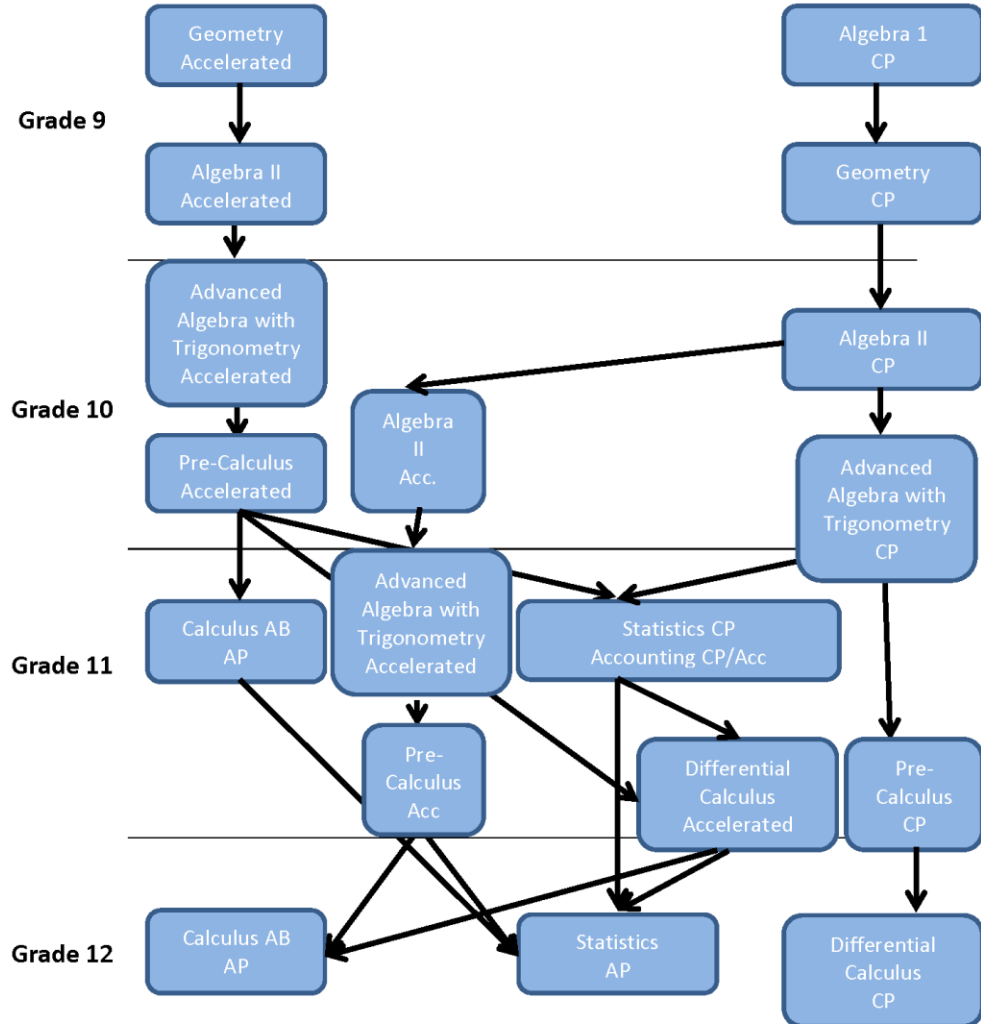 Geometry
Accelerated
Algebra 1
CP
Grade 9
Algebra II
Accelerated
Geometry
CP
Advanced
Algebra with
Trigonometry
Accelerated
Algebra II
CP
Grade 10
Algebra
II
Acc.
Pre-Calculus
Accelerated
Advanced
Algebra with
Trigonometry
CP
Grade 11
Calculus AB
AP
Advanced
Algebra with
Trigonometry
Accelerated
Statistics CP
Accounting CP/Acc
Pre-
Calculus
Acc
Differential
Calculus
Accelerated
Pre-
Calculus
CP
Grade 12
Calculus AB
AP
Statistics
AP
Differential
Calculus
CP